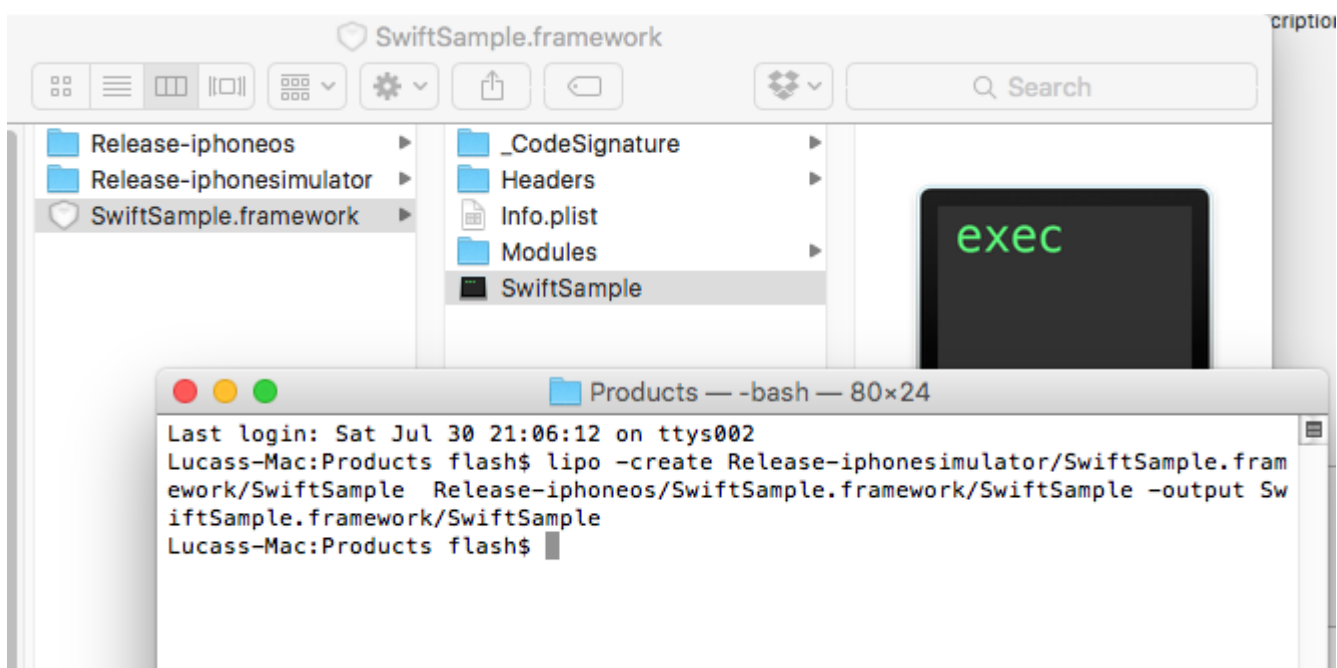 SwiftSample.framework
Search
Release-iphoneos
Release-iphonesimulator
SwiftSample.framework
_CodeSignature
Headers
Info.plist
Modules
SwiftSample
exec
Products — -bash — 80×24
Last login: Sat Jul 30 21:06:12 on ttys002
Lucass-Mac:Products flash$ lipo -create Release-iphonesimulator/SwiftSample.fram
ework/SwiftSample  Release-iphoneos/SwiftSample.framework/SwiftSample -output Sw
iftSample.framework/SwiftSample
Lucass-Mac:Products flash$